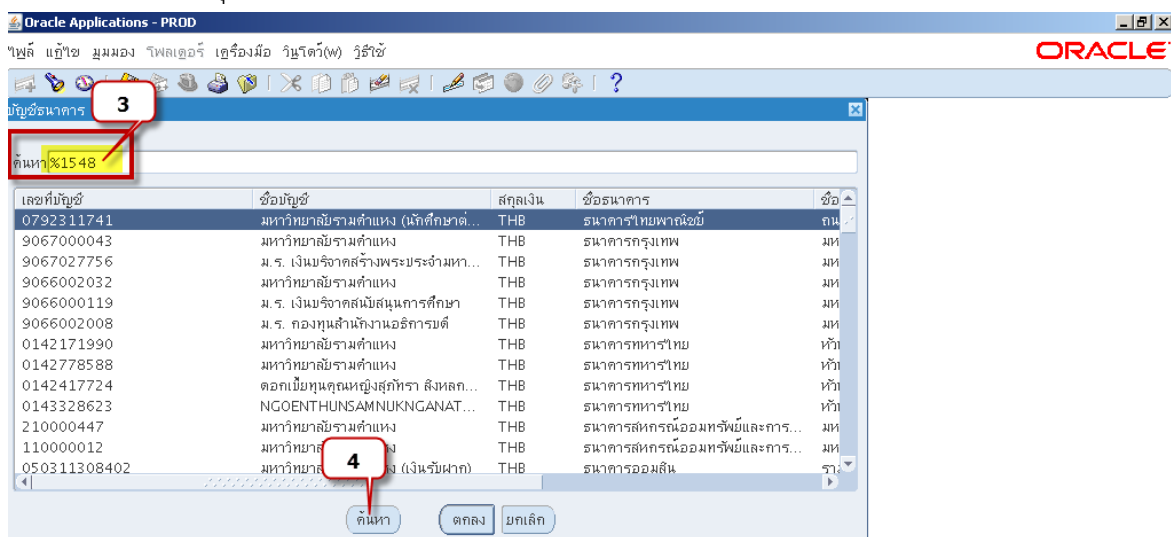 Oracle Applications - PROD
ไฟล์ แก้ไข มุมมอง โฟลเดอร์ เครื่องมือ วินโดว์(W) วิธีใช้
ORACLE
บัญชีธนาคาร
3
ค้นหา %1548
เลขที่บัญชี ชื่อบัญชี สกุลเงิน ชื่อธนาคาร ชื่อ
0792311741 มหาวิทยาลัยรามคำแหง (นักศึกษาต่... THB ธนาคารไทยพาณิชย์ ถน
9067000043 มหาวิทยาลัยรามคำแหง THB ธนาคารกรุงเทพ มห
9067027756 ม.ร. เงินบริจาคสร้างพระประจำมหา... THB ธนาคารกรุงเทพ มห
9066002032 มหาวิทยาลัยรามคำแหง THB ธนาคารกรุงเทพ มห
9066000119 ม.ร. เงินบริจาคสนับสนุนการศึกษา THB ธนาคารกรุงเทพ มห
9066002008 ม.ร. กองทุนสำนักงานอธิการบดี THB ธนาคารกรุงเทพ มห
0142171990 มหาวิทยาลัยรามคำแหง THB ธนาคารทหารไทย หัว
0142778588 มหาวิทยาลัยรามคำแหง THB ธนาคารทหารไทย หัว
0142417724 ดอกเบี้ยทุนคุณหญิงสุภัทรา สิงหลก... THB ธนาคารทหารไทย หัว
0143328623 NGOENTHUNSAMNUKNGANAT... THB ธนาคารทหารไทย หัว
210000447 มหาวิทยาลัยรามคำแหง THB ธนาคารสหกรณ์ออมทรัพย์และการ... มห
110000012 THB ธนาคารสหกรณ์ออมทรัพย์และการ... มห
050311308402 (เงินรับฝาก) THB ธนาคารออมสิน
4
ค้นหา ตกลง ยกเลิก